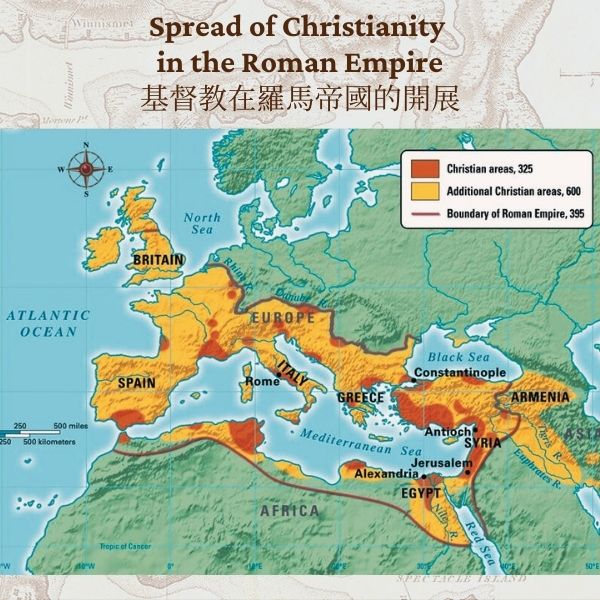 Spread of Christianity
in the Roman Empire
基督教在羅馬帝國的開展
Christian areas, 325
Additional Christian areas, 600
Boundary of Roman Empire, 395
N
W
E
S
North
Sea
BRITAIN
Rhine R.
Danube
ATLANTIC
OCEAN
EUROPE
Black Sea
Constantinople
SPAIN
ITALY
Rome
GREECE
ARMENIA
250 500 miles
250 500 kilometers
Mediterranean Sea
Antioch
SYRIA
Tigris R.
ASIA
Euphrates R.
Jerusalem
Alexandria
EGYPT
AFRICA
Nile R.
Red Sea
Tropic of Cancer
SPECTACLE ISLAND